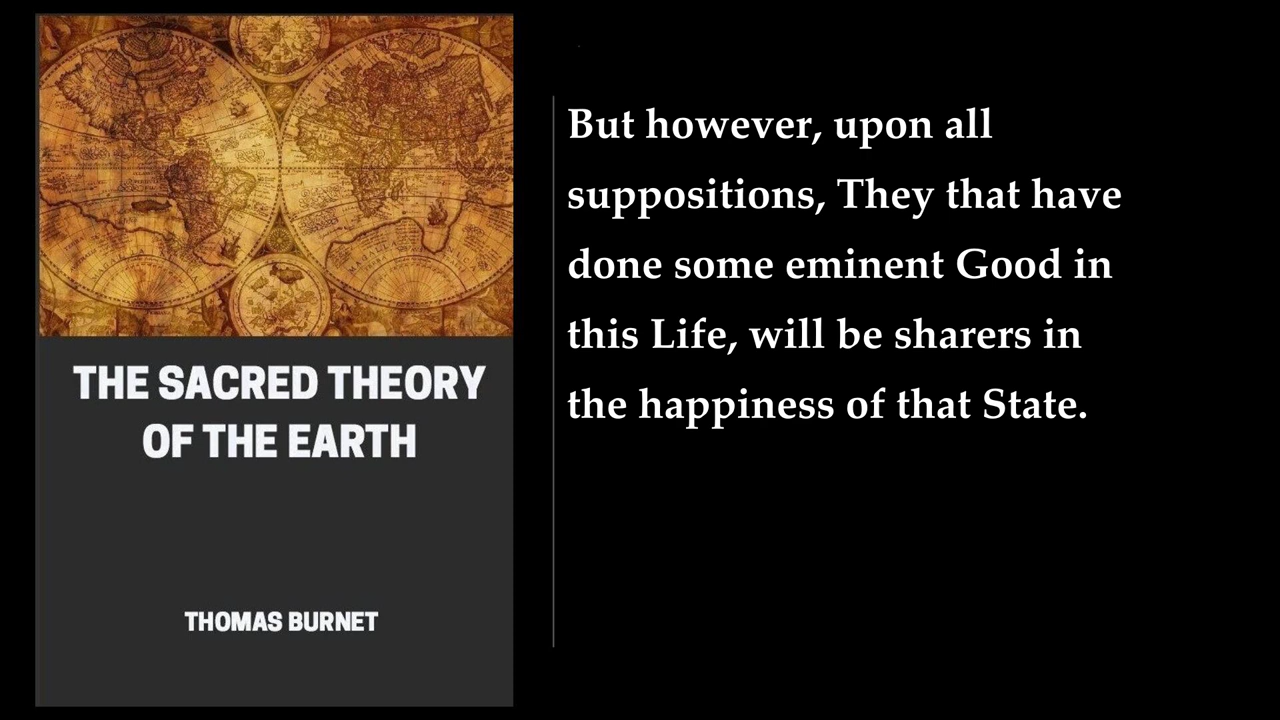 THE SACRED THEORY
OF THE EARTH
THOMAS BURNET
But however, upon all
suppositions, They that have
done some eminent Good in
this Life, will be sharers in
the happiness of that State.